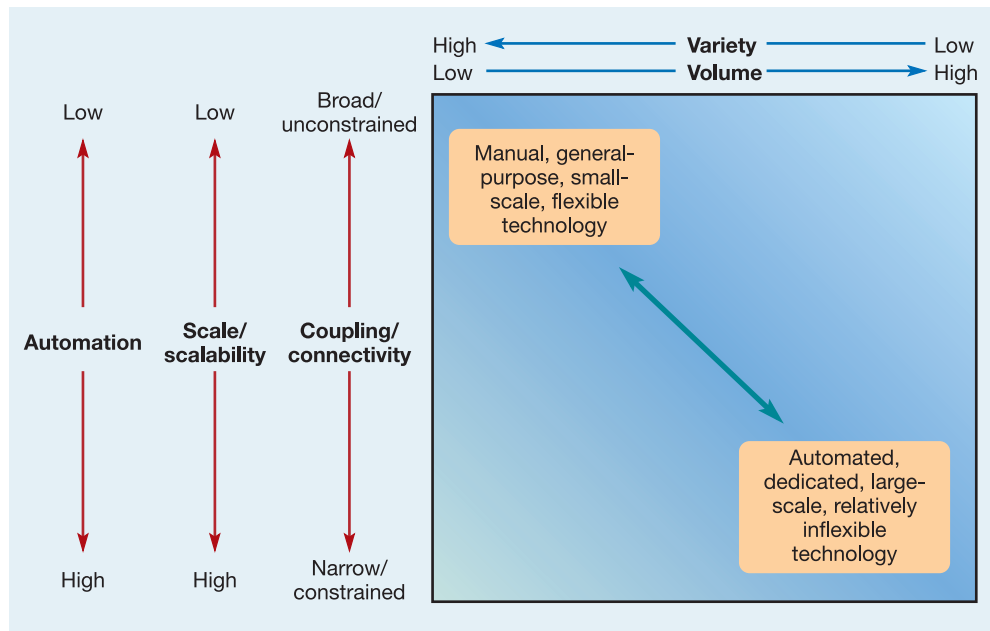 High Variety Low
Low Volume High
Low
Low
Broad/
unconstrained
Manual, general-
purpose, small-
scale, flexible
technology
Automation
Scale/
scalability
Coupling/
connectivity
Automated,
dedicated, large-
scale, relatively
inflexible
technology
High
High
Narrow/
constrained